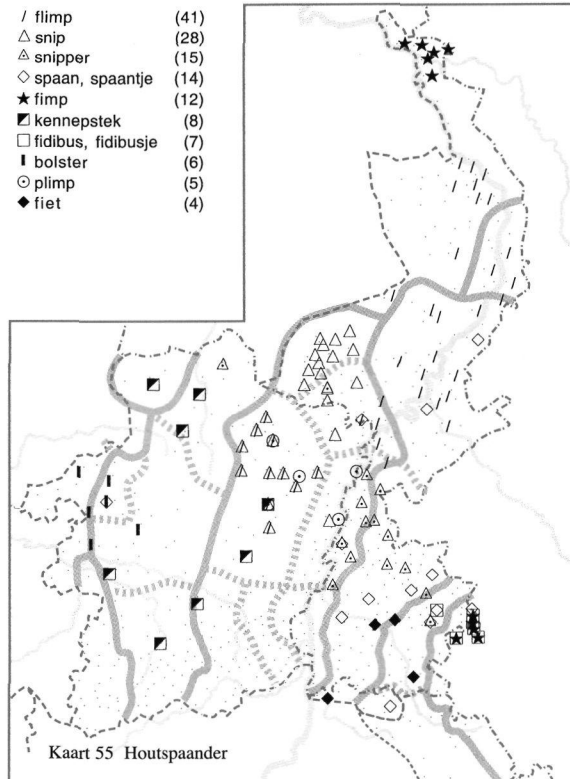 flimp (41)
snip (28)
snipper (15)
spaan, spaantje (14)
fimp (12)
kennepstek (8)
fidibus, fidibusje (7)
bolster (6)
plimp (5)
fiet (4)
Kaart 55 Houtspaander